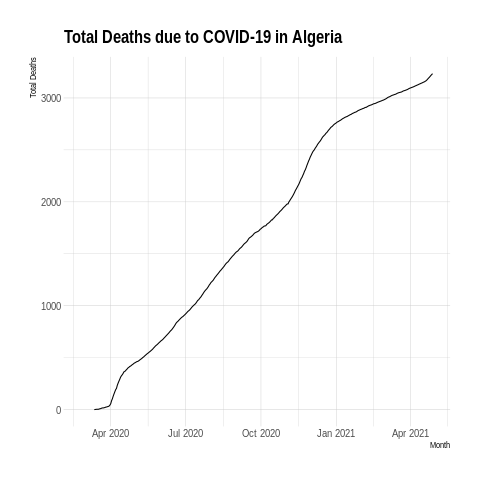 Total Deaths due to COVID-19 in Algeria
Total Deaths
3000
2000
1000
0
Apr 2020 Jul 2020 Oct 2020 Jan 2021 Apr 2021
Month